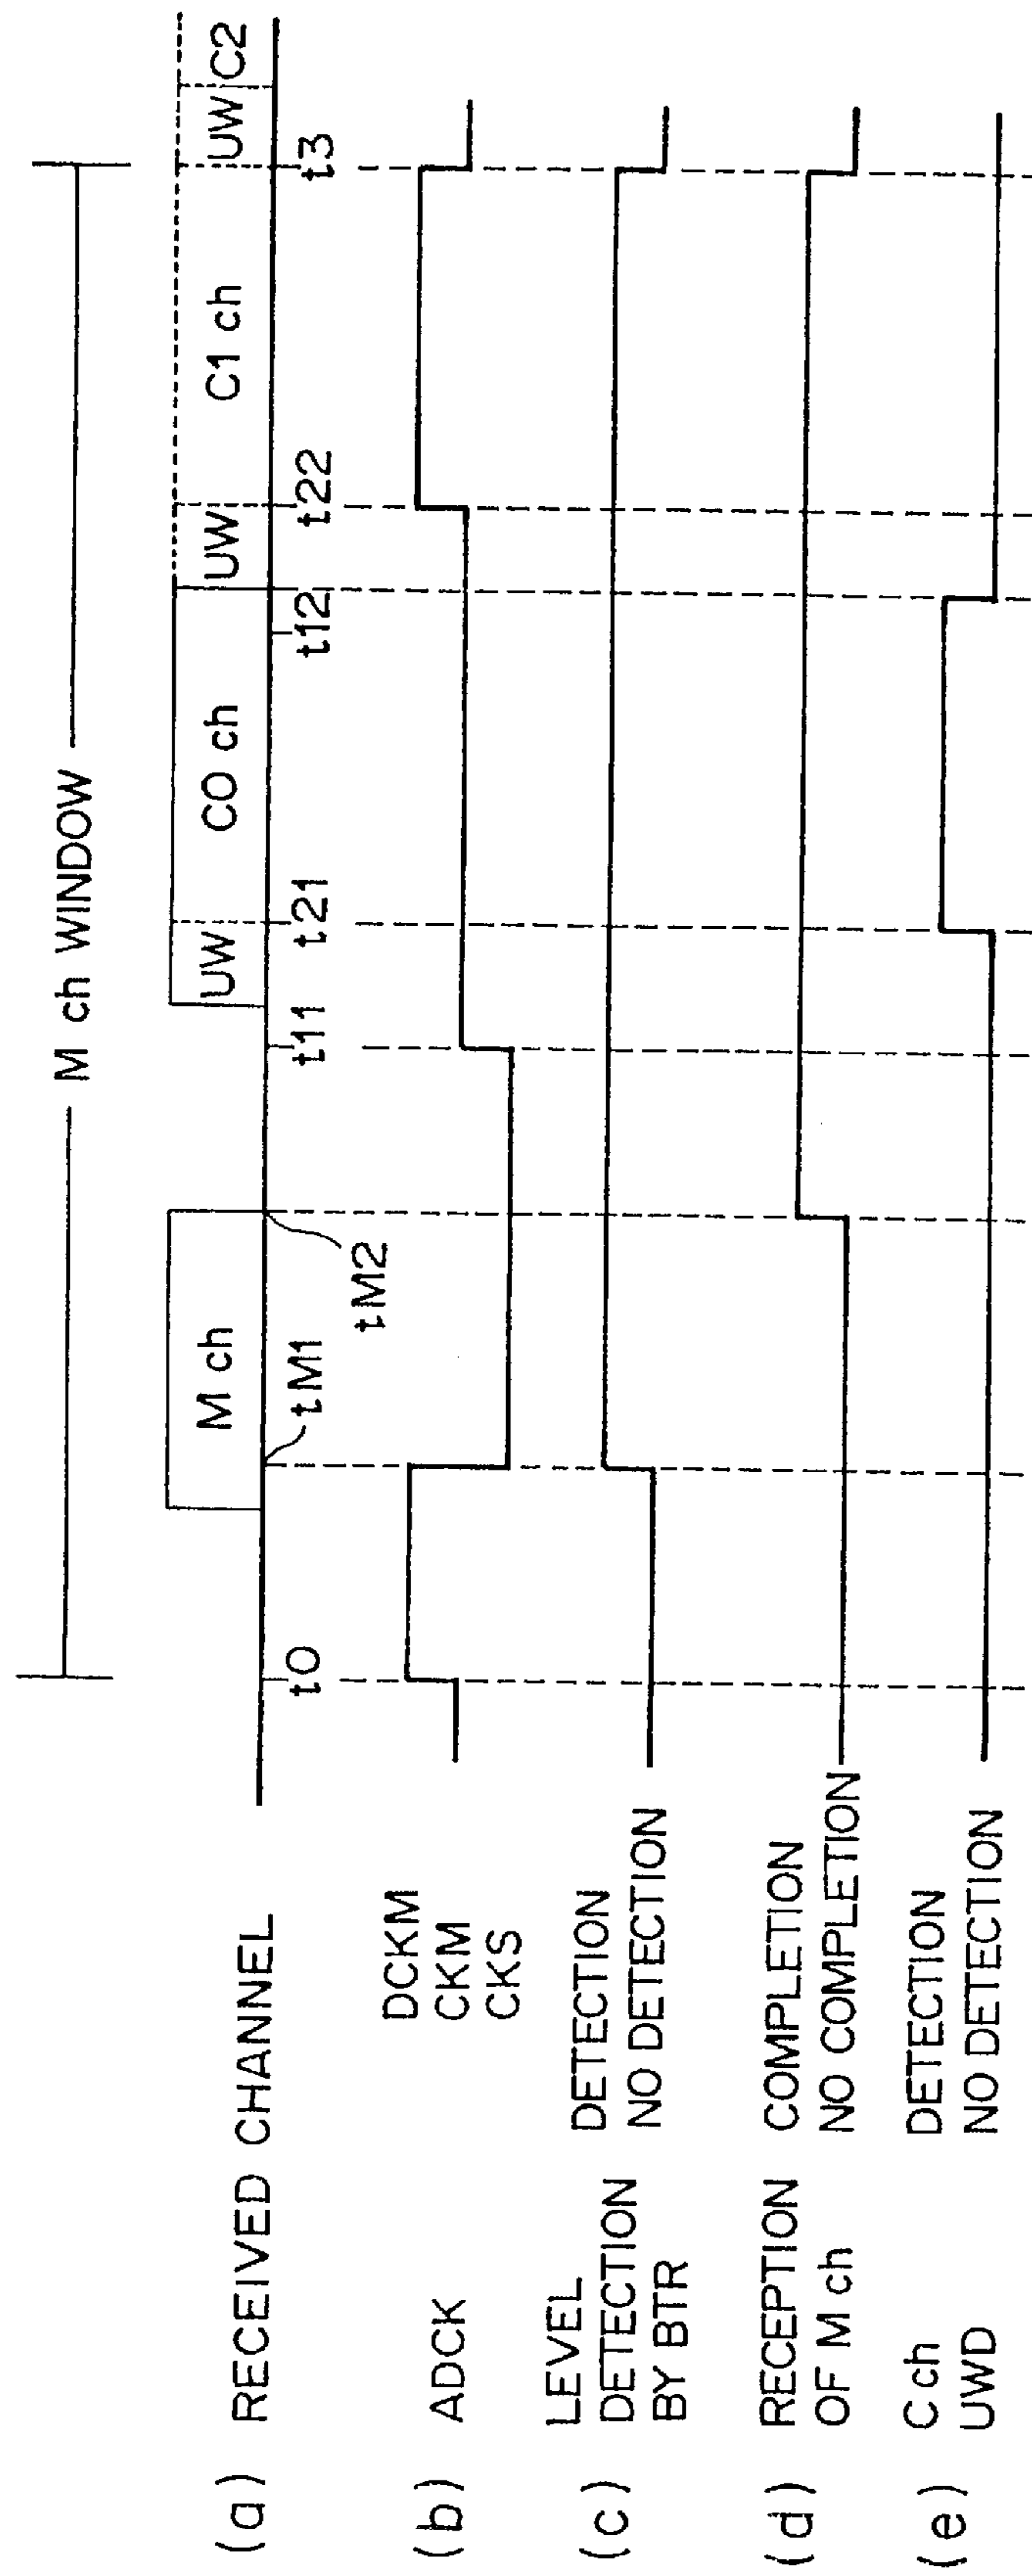 M ch WINDOW
(a) RECEIVED CHANNEL
M ch
UW
C0 ch
UW
C1 ch
UW
C2
t0
tM1
tM2
t11
t21
t12
t22
t3
(b) ADCK
DCKM
CKM
CKS
(c) LEVEL
DETECTION
BY BTR
DETECTION
NO DETECTION
(d) RECEPTION
OF M ch
COMPLETION
NO COMPLETION
(e) C ch
UWD
DETECTION
NO DETECTION